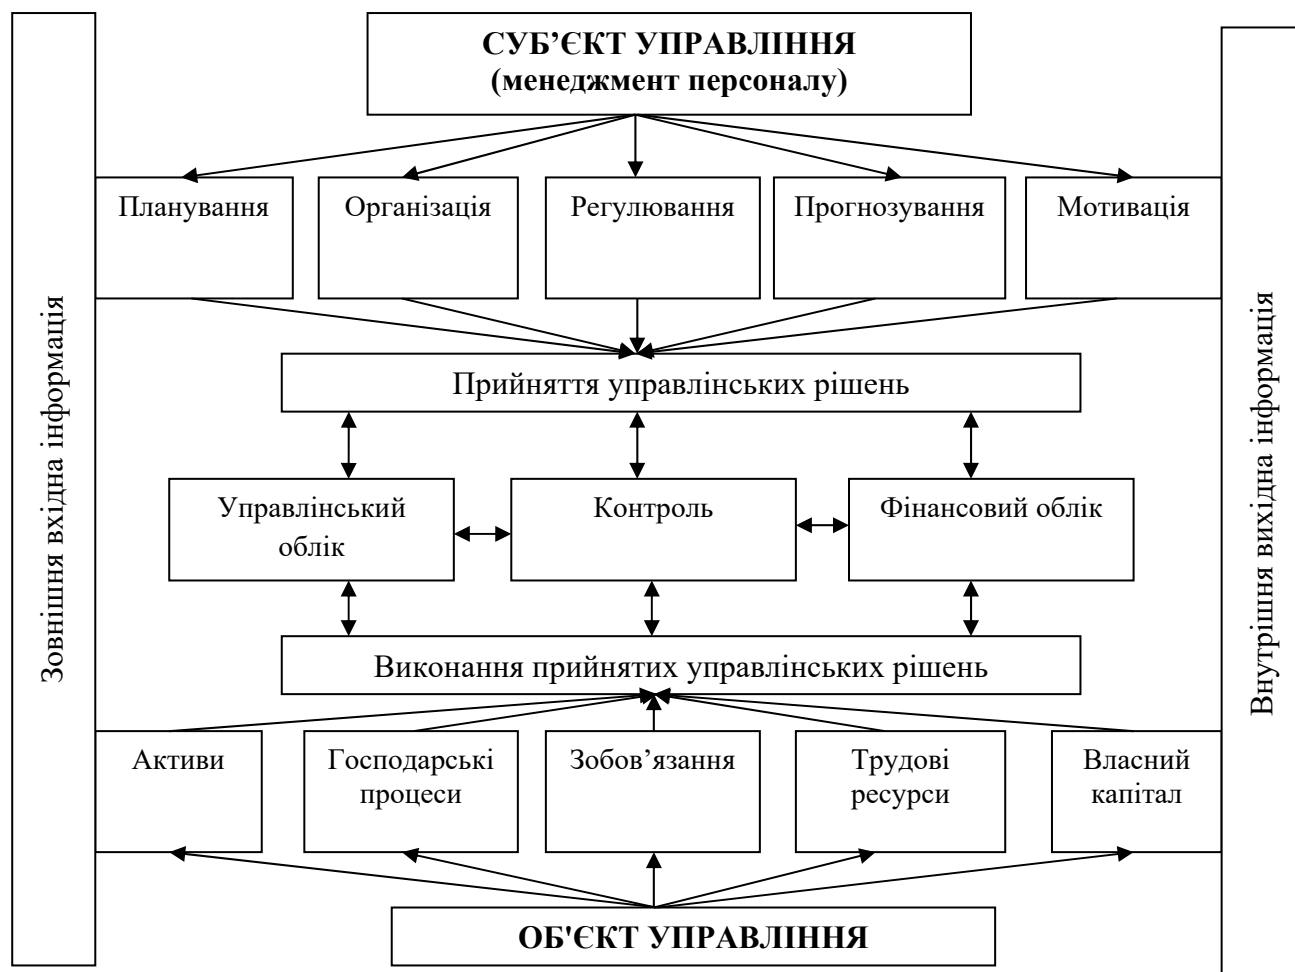 СУБ’ЄКТ УПРАВЛІННЯ
(менеджмент персоналу)
Планування
Організація
Регулювання
Прогнозування
Мотивація
Зовнішня вхідна інформація
Внутрішня вихідна інформація
Прийняття управлінських рішень
Управлінський
облік
Контроль
Фінансовий облік
Виконання прийнятих управлінських рішень
Активи
Господарські
процеси
Зобов’язання
Трудові
ресурси
Власний
капітал
ОБ'ЄКТ УПРАВЛІННЯ